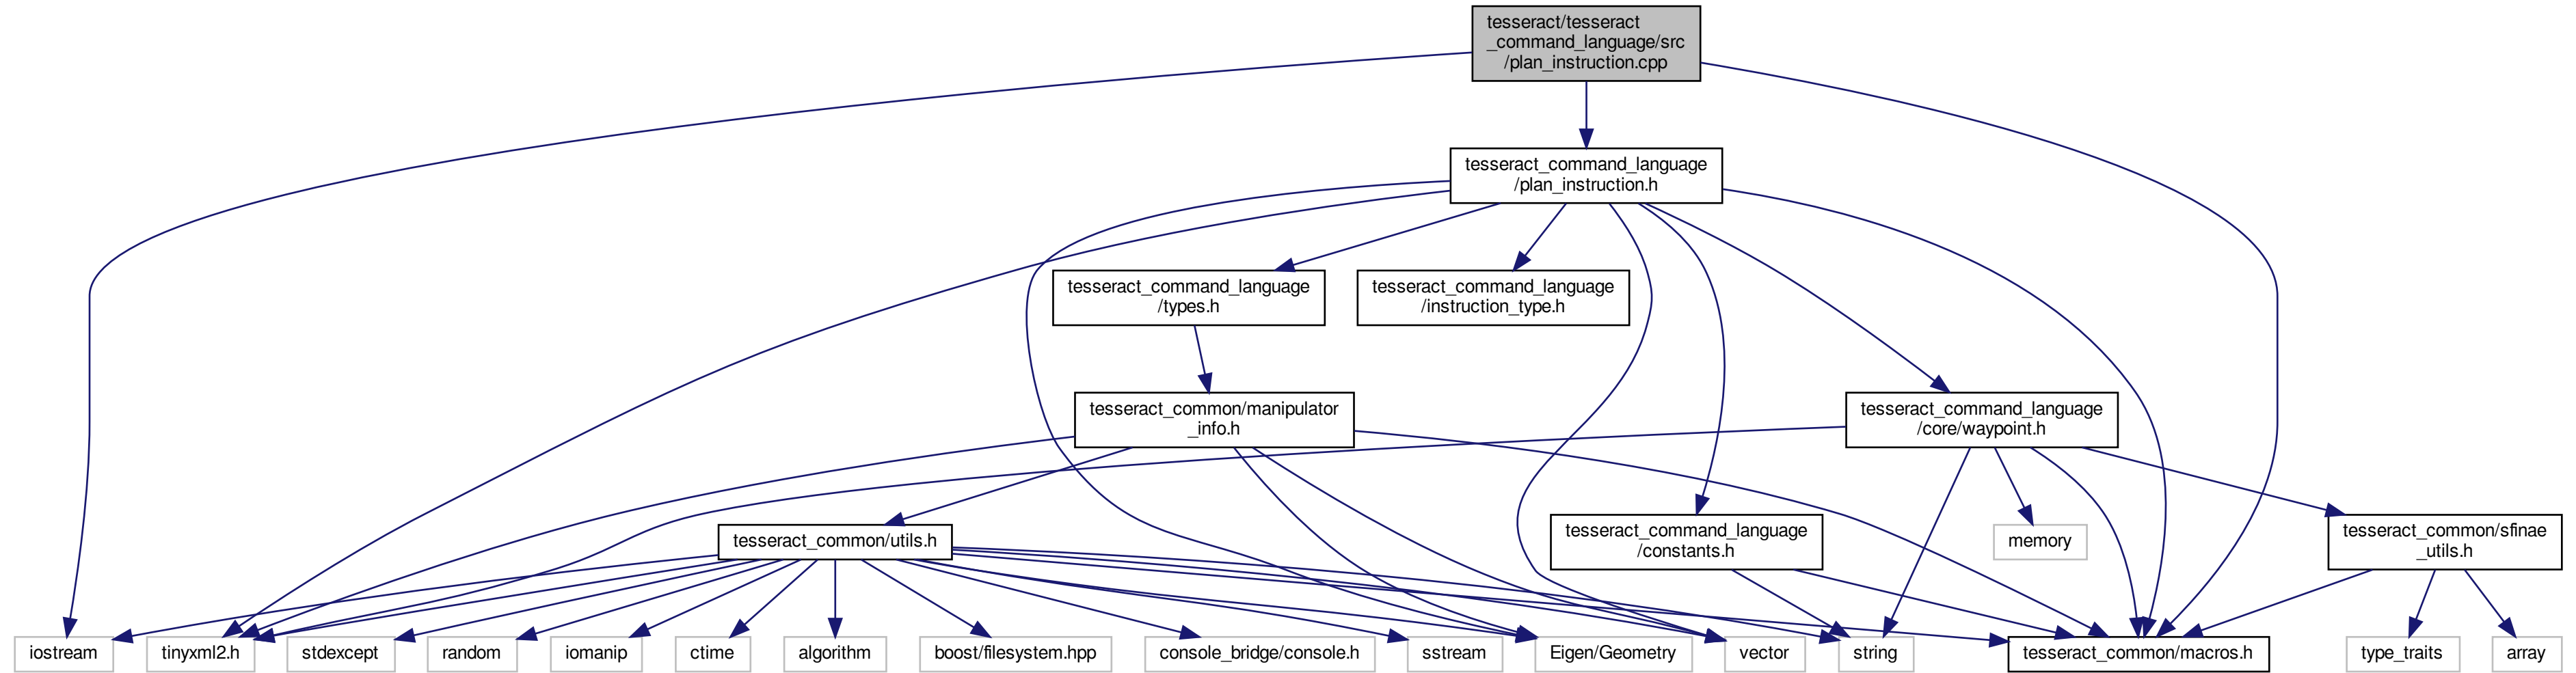 tesseract/tesseract
_command_language/src
/plan_instruction.cpp
tesseract_command_language
/plan_instruction.h
tesseract_command_language
/types.h
tesseract_command_language
/instruction_type.h
tesseract_common/manipulator
_info.h
tesseract_command_language
/core/waypoint.h
tesseract_common/utils.h
tesseract_command_language
/constants.h
memory
tesseract_common/sfinae
_utils.h
iostream
tinyxml2.h
stdexcept
random
iomanip
ctime
algorithm
boost/filesystem.hpp
console_bridge/console.h
sstream
Eigen/Geometry
vector
string
tesseract_common/macros.h
type_traits
array